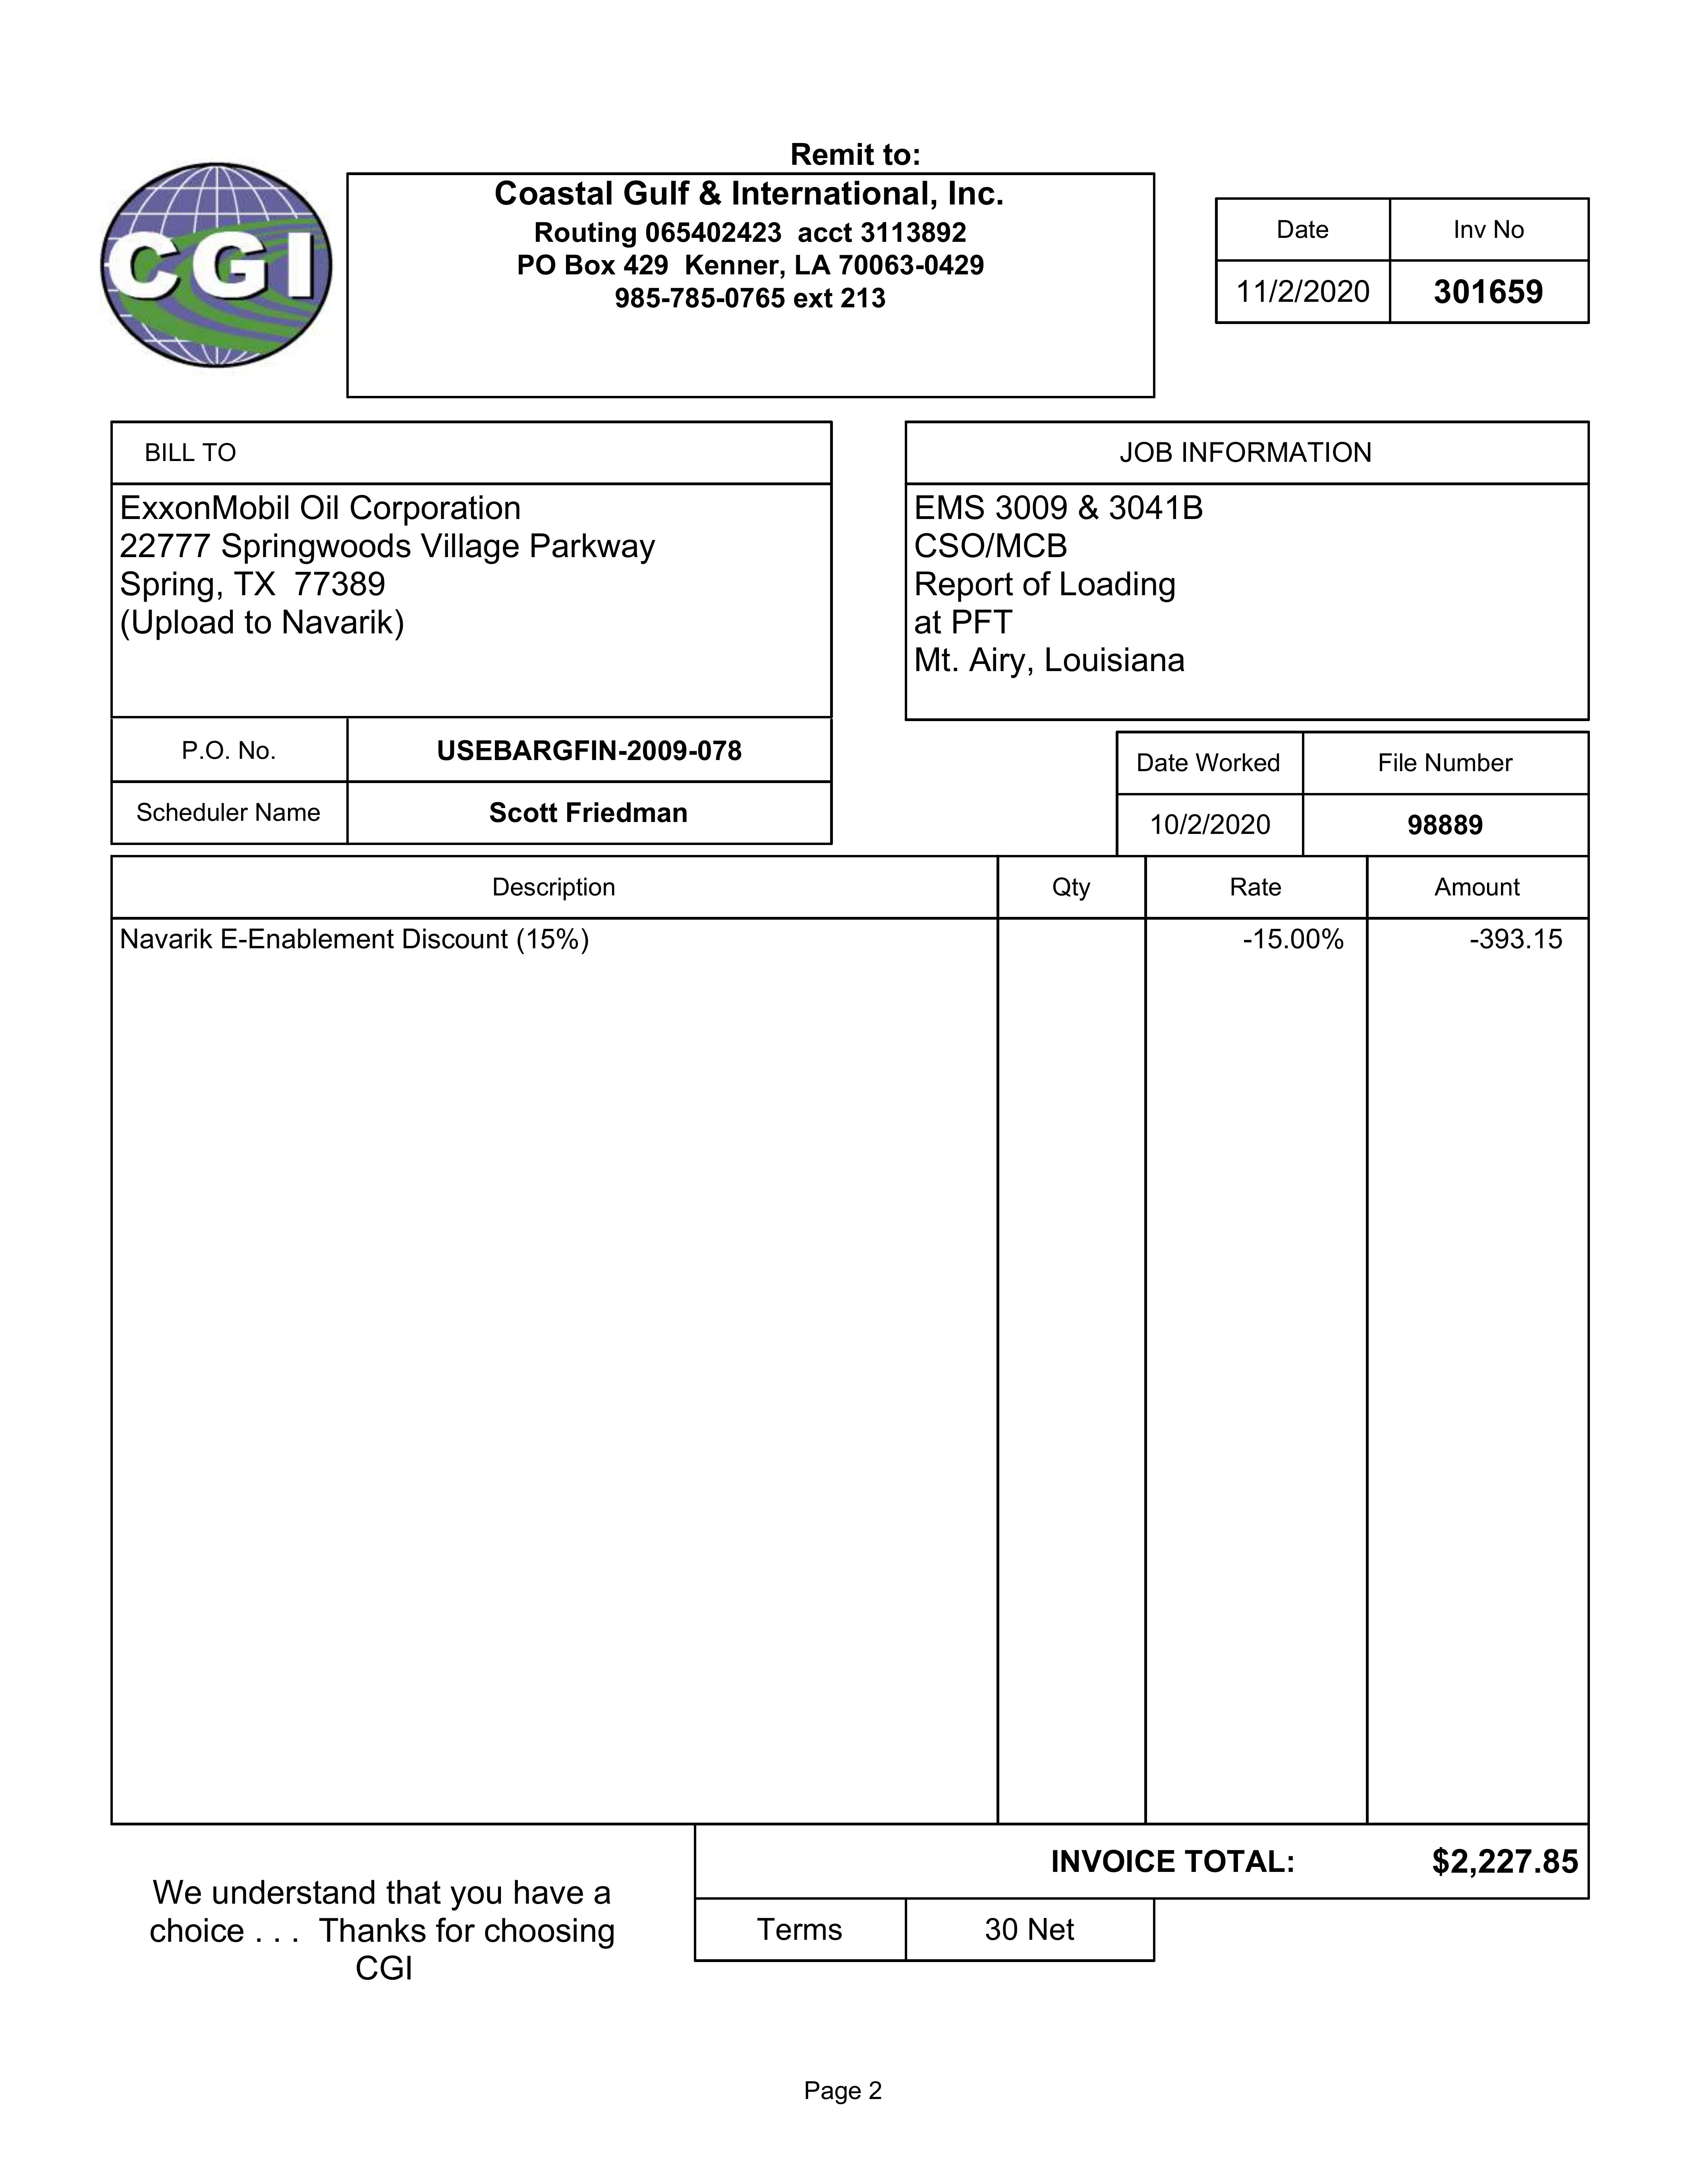 Remit to:
CGI
Coastal Gulf & International, Inc.
Routing 065402423  acct 3113892
PO Box 429  Kenner, LA 70063-0429
985-785-0765 ext 213
Date Inv No
11/2/2020 301659
BILL TO
ExxonMobil Oil Corporation
22777 Springwoods Village Parkway
Spring, TX  77389
(Upload to Navarik)
JOB INFORMATION
EMS 3009 & 3041B
CSO/MCB
Report of Loading
at PFT
Mt. Airy, Louisiana
P.O. No. USEBARGFIN-2009-078
Scheduler Name Scott Friedman
Date Worked File Number
10/2/2020 98889
Description Qty Rate Amount
Navarik E-Enablement Discount (15%) -15.00% -393.15
INVOICE TOTAL: $2,227.85
We understand that you have a
choice . . .  Thanks for choosing
CGI
Terms 30 Net
Page 2